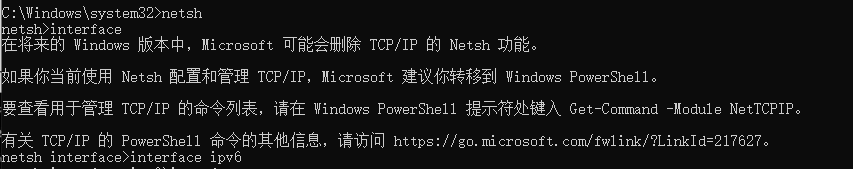 C:\Windows\system32>netsh
netsh>interface
在将来的 Windows 版本中，Microsoft 可能会删除 TCP/IP 的 Netsh 功能。
如果你当前使用 Netsh 配置和管理 TCP/IP，Microsoft 建议你转移到 Windows PowerShell。
要查看用于管理 TCP/IP 的命令列表，请在 Windows PowerShell 提示符处键入 Get-Command -Module NetTCPIP。
有关 TCP/IP 的 PowerShell 命令的其他信息，请访问 https://go.microsoft.com/fwlink/?LinkId=217627。
netsh interface>interface ipv6